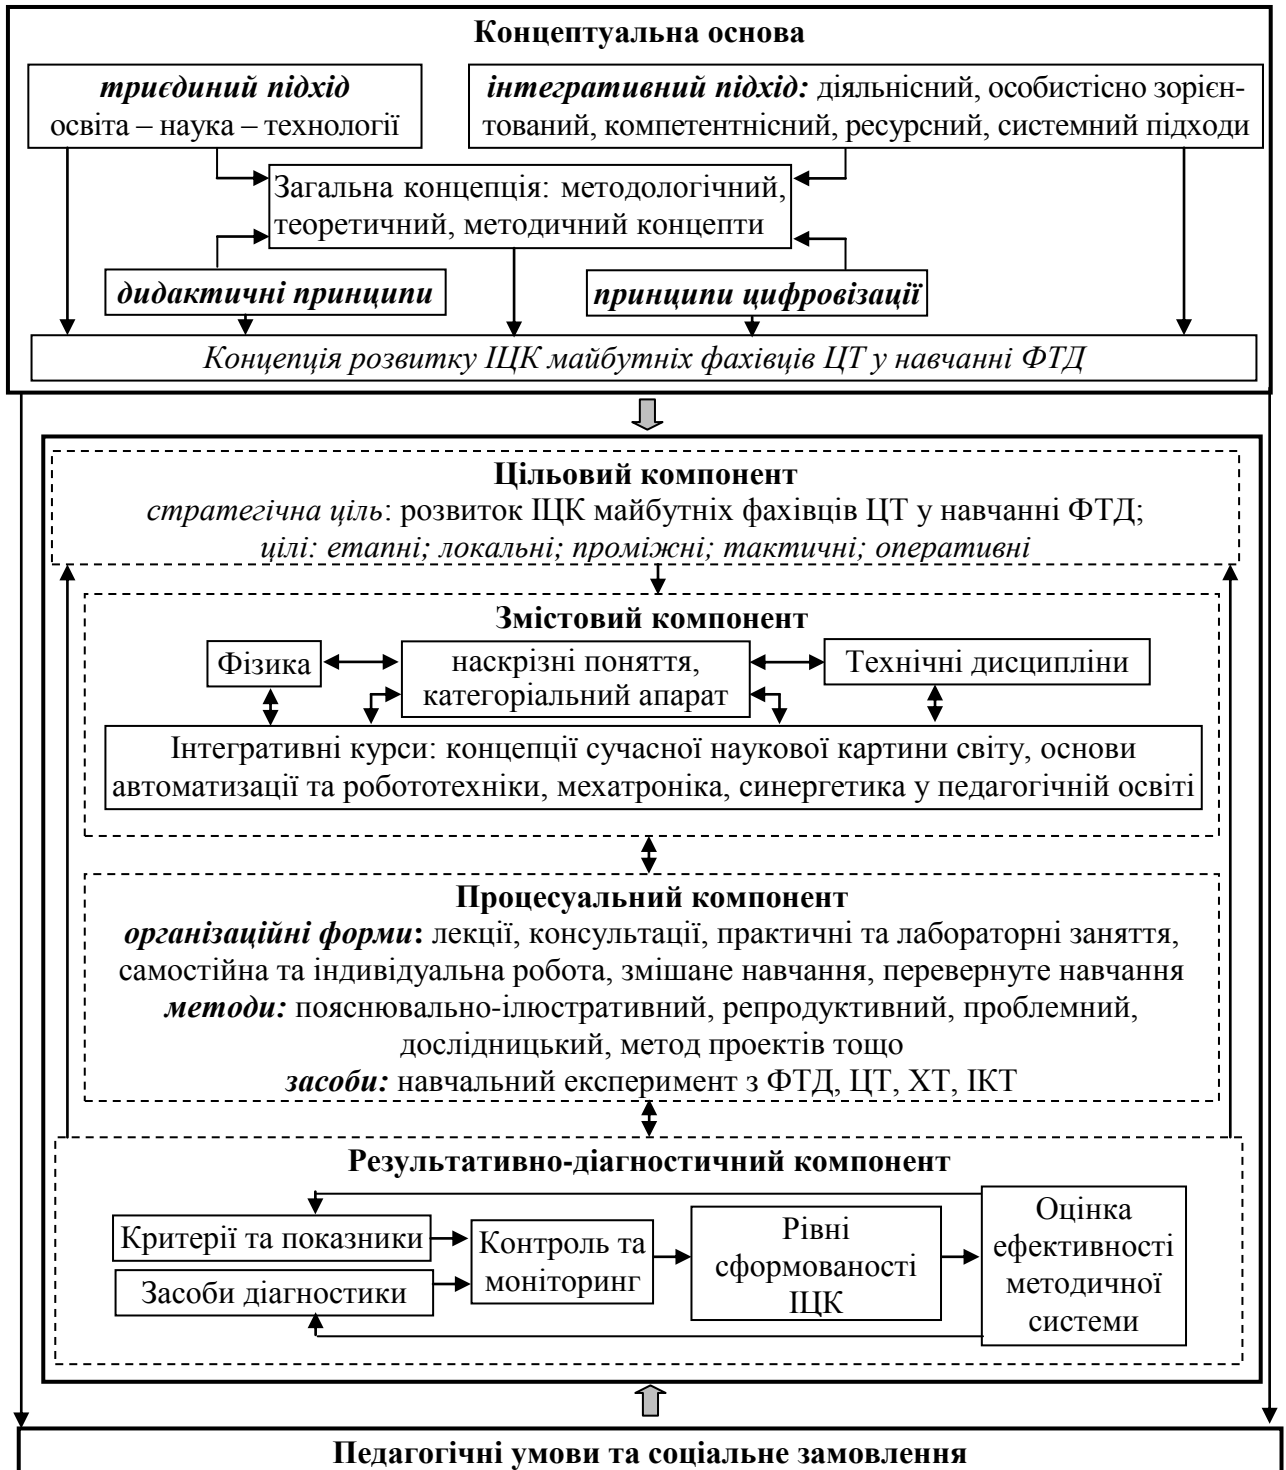 Концептуальна основа
триєдиний підхід
освіта – наука – технології
інтегративний підхід: діяльнісний, особистісно зорієн-
тований, компетентнісний, ресурсний, системний підходи
Загальна концепція: методологічний,
теоретичний, методичний концепти
дидактичні принципи
принципи цифровізації
Концепція розвитку ІЩК майбутніх фахівців ЦТ у навчанні ФТД
Цільовий компонент
стратегічна ціль: розвиток ІЩК майбутніх фахівців ЦТ у навчанні ФТД;
цілі: етапні; локальні; проміжні; тактичні; оперативні
Змістовий компонент
Фізика
наскрізні поняття,
категоріальний апарат
Технічні дисципліни
Інтегративні курси: концепції сучасної наукової картини світу, основи
автоматизації та робототехніки, мехатроніка, синергетика у педагогічній освіті
Процесуальний компонент
організаційні форми: лекції, консультації, практичні та лабораторні заняття,
самостійна та індивідуальна робота, змішане навчання, перевернуте навчання
методи: пояснювально-ілюстративний, репродуктивний, проблемний,
дослідницький, метод проектів тощо
засоби: навчальний експеримент з ФТД, ЦТ, ХТ, ІКТ
Результативно-діагностичний компонент
Критерії та показники
Засоби діагностики
Контроль та
моніторинг
Рівні
сформованості
ІЩК
Оцінка
ефективності
методичної
системи
Педагогічні умови та соціальне замовлення